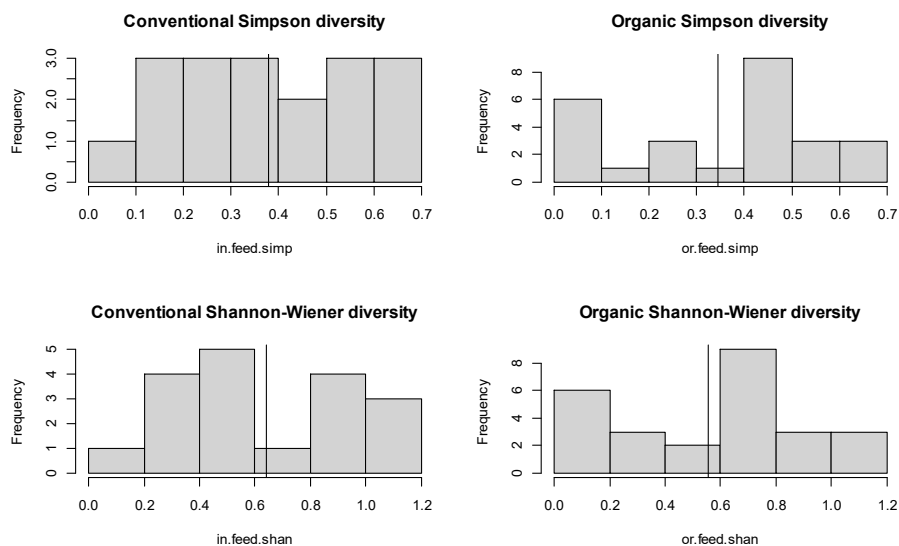 Conventional Simpson diversity
Frequency
0.0 1.0 2.0 3.0
0.0 0.1 0.2 0.3 0.4 0.5 0.6 0.7
in.feed.simp
Organic Simpson diversity
Frequency
0 2 4 6 8
0.0 0.1 0.2 0.3 0.4 0.5 0.6 0.7
or.feed.simp
Conventional Shannon-Wiener diversity
Frequency
0 1 2 3 4 5
0.0 0.2 0.4 0.6 0.8 1.0 1.2
in.feed.shan
Organic Shannon-Wiener diversity
Frequency
0 2 4 6 8
0.0 0.2 0.4 0.6 0.8 1.0 1.2
or.feed.shan